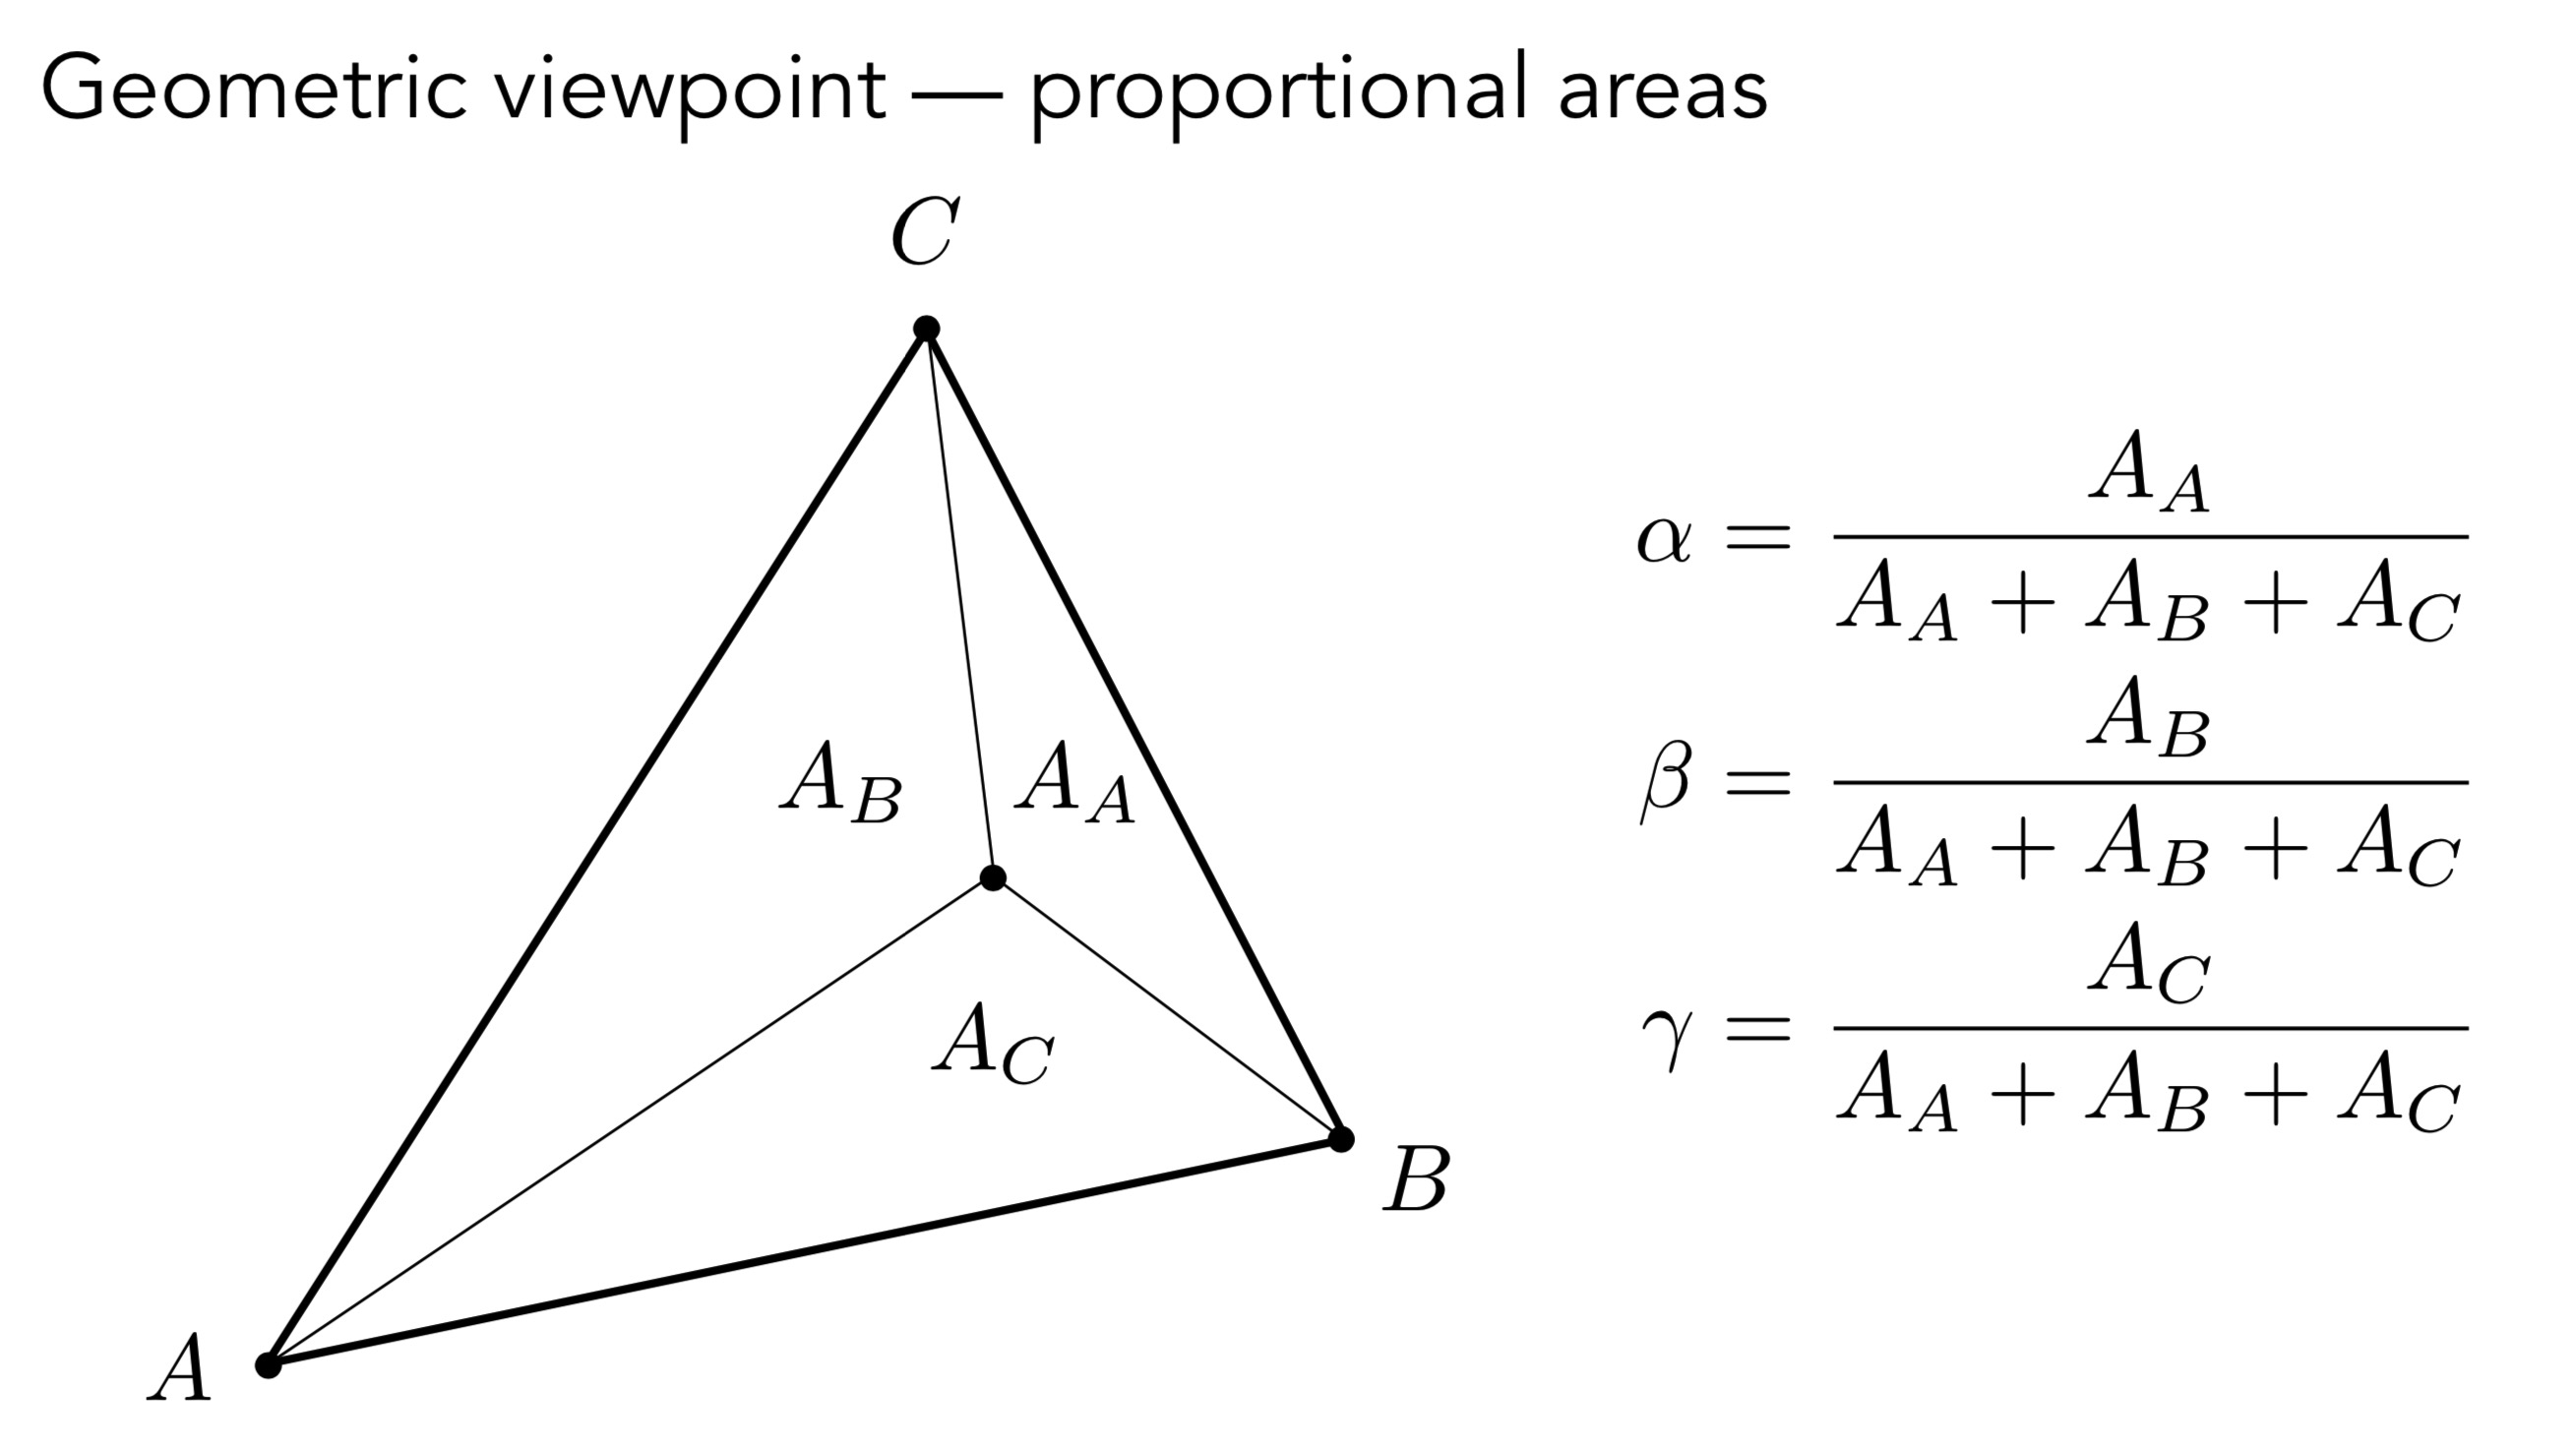 Geometric viewpoint — proportional areas
C
A_B
A_A
A_C
B
A
α = A_A / (A_A + A_B + A_C)
β = A_B / (A_A + A_B + A_C)
γ = A_C / (A_A + A_B + A_C)